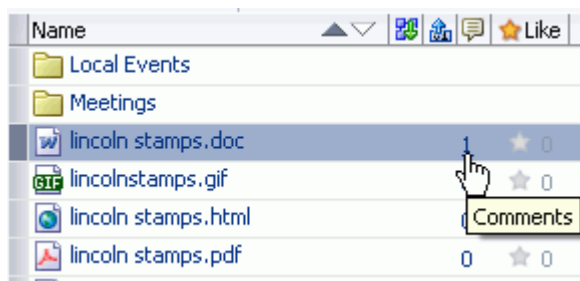 Name Like
Local Events
Meetings
lincoln stamps.doc 1 0
GIF lincolnstamps.gif 0
lincoln stamps.html
Comments
lincoln stamps.pdf 0 0